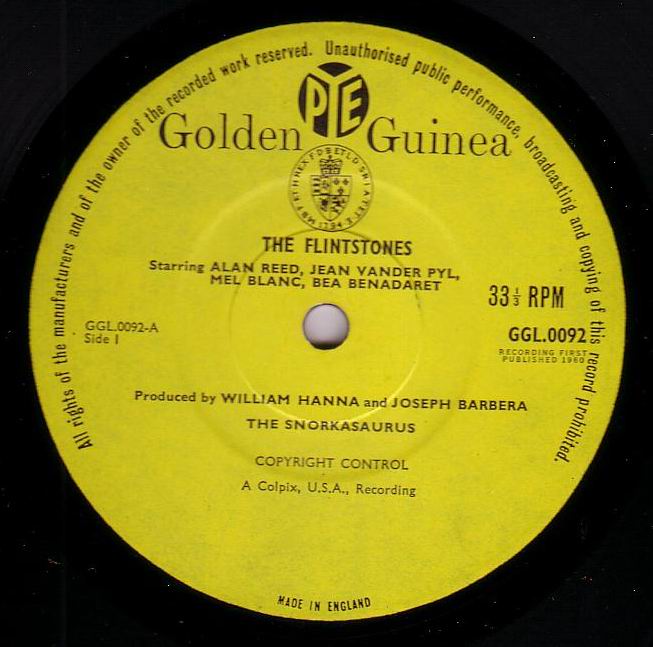 All rights of the manufacturers and of the owner of the recorded work reserved. Unauthorised public performance, broadcasting and copying of this record prohibited.
PYE
Golden Guinea
1794
THE FLINTSTONES
Starring ALAN REED, JEAN VANDER PYL,
MEL BLANC, BEA BENADARET
33 1/3 RPM
GGL.0092-A
Side 1
GGL.0092
RECORDING FIRST
PUBLISHED 1960
Produced by WILLIAM HANNA and JOSEPH BARBERA
THE SNORKASAURUS
COPYRIGHT CONTROL
A Colpix, U.S.A., Recording
MADE IN ENGLAND